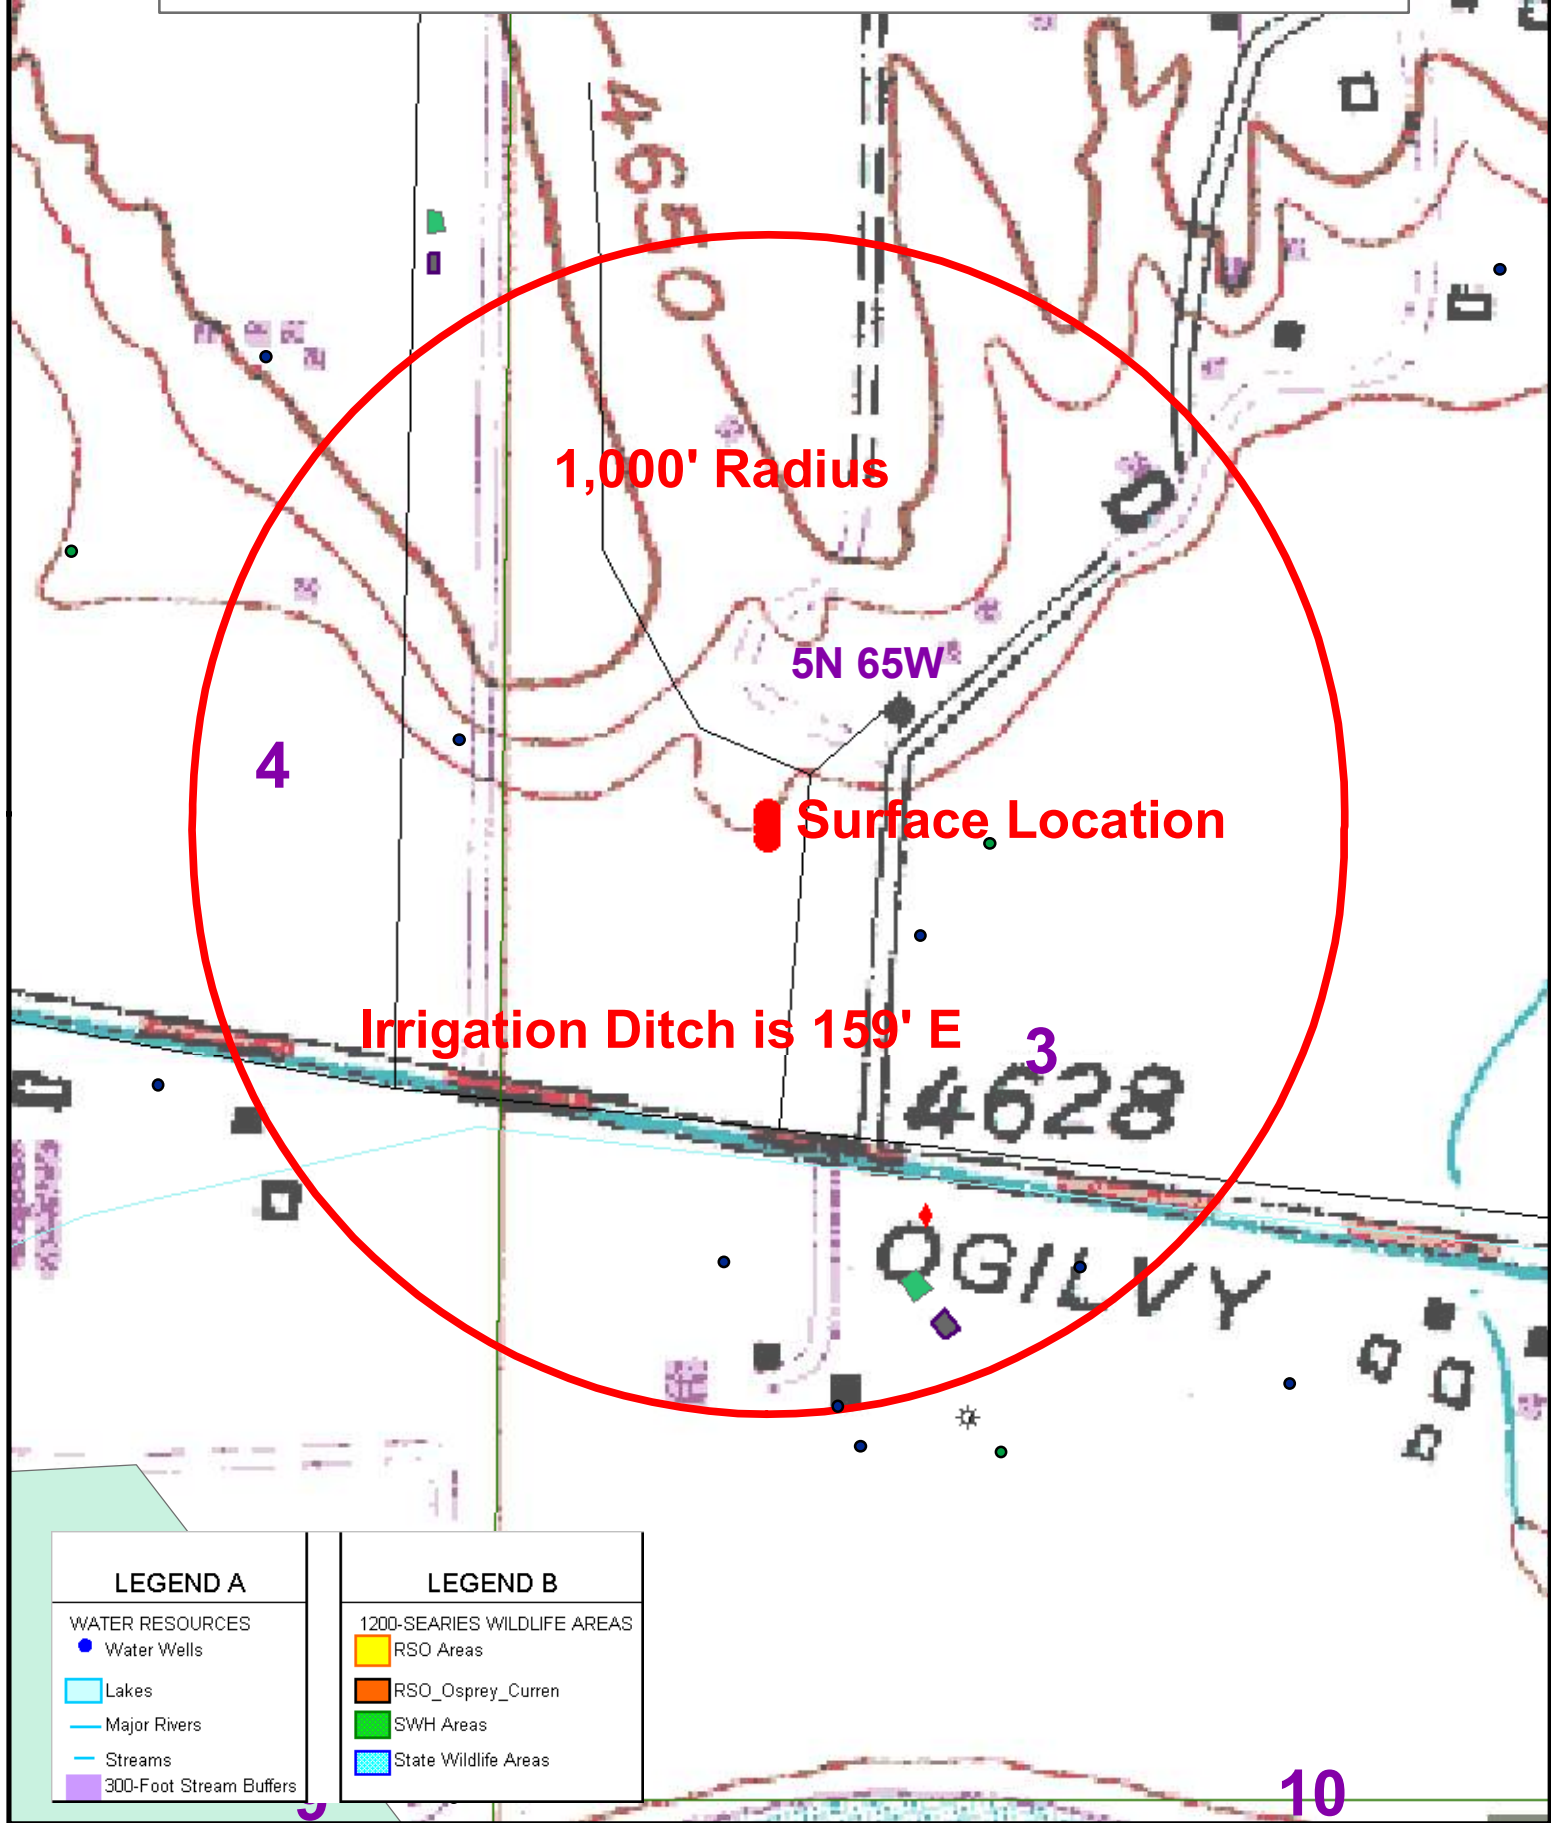 4650
1,000' Radius
5N 65W
4
Surface Location
Irrigation Ditch is 159' E
3
4628
OGILVY
LEGEND A
WATER RESOURCES
Water Wells
Lakes
Major Rivers
Streams
300-Foot Stream Buffers
LEGEND B
1200-SEARIES WILDLIFE AREAS
RSO Areas
RSO_Osprey_Curren
SWH Areas
State Wildlife Areas
9
10